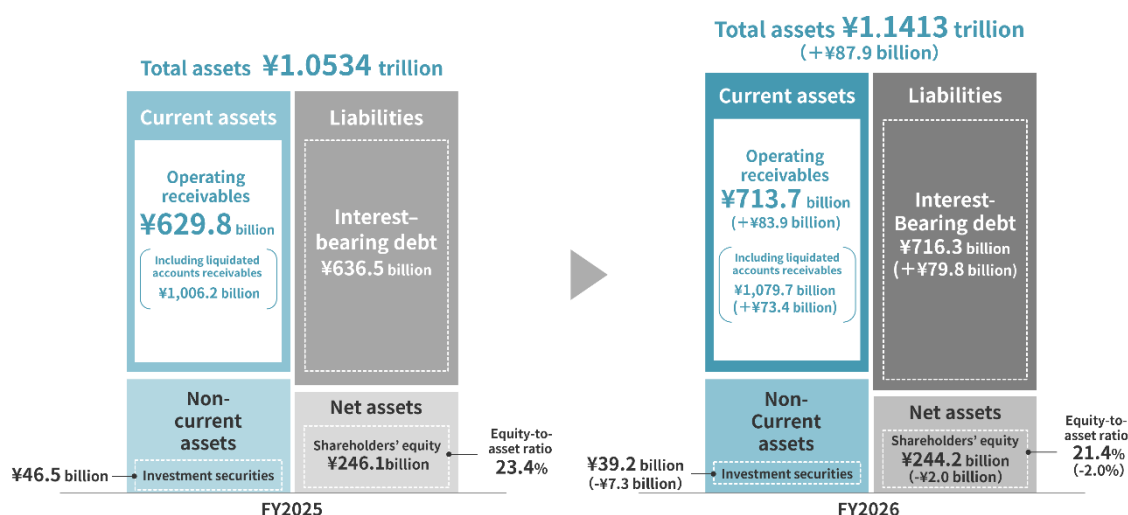 Total assets ¥1.0534 trillion
Current assets
Operating
receivables
¥629.8 billion
Including liquidated
accounts receivables
¥1,006.2 billion
Liabilities
Interest–
bearing debt
¥636.5 billion
Non-
current
assets
Investment securities
¥46.5 billion
Net assets
Shareholders' equity
¥246.1billion
Equity-to-
asset ratio
23.4%
FY2025
Total assets ¥1.1413 trillion
(+¥87.9 billion)
Current assets
Operating
receivables
¥713.7 billion
(+¥83.9 billion)
Including liquidated
accounts receivables
¥1,079.7 billion
(+¥73.4 billion)
Liabilities
Interest-
Bearing debt
¥716.3 billion
(+¥79.8 billion)
Non-
Current
assets
Investment securities
¥39.2 billion
(-¥7.3 billion)
Net assets
Shareholders' equity
¥244.2 billion
(-¥2.0 billion)
Equity-to-
asset ratio
21.4%
(-2.0%)
FY2026